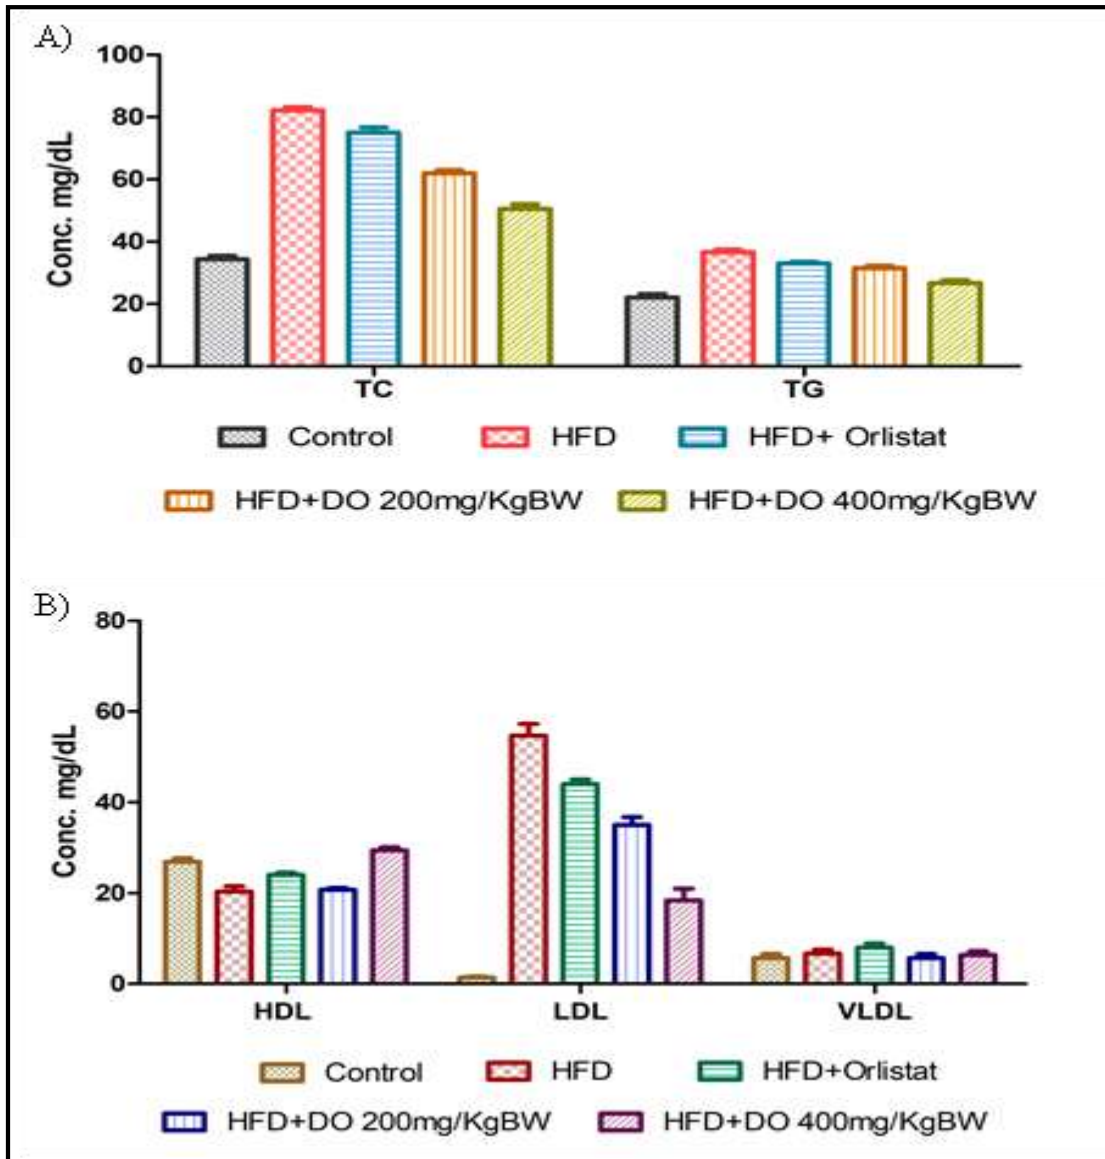 A)
Conc. mg/dL
100
80
60
40
20
0
TC TG
Control HFD HFD+ Orlistat
HFD+DO 200mg/KgBW HFD+DO 400mg/KgBW
B)
Conc. mg/dL
80
60
40
20
0
HDL LDL VLDL
Control HFD HFD+Orlistat
HFD+DO 200mg/KgBW HFD+DO 400mg/KgBW